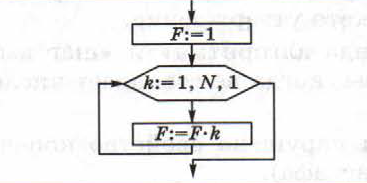 F:=1
k:=1, N, 1
F:=F·k